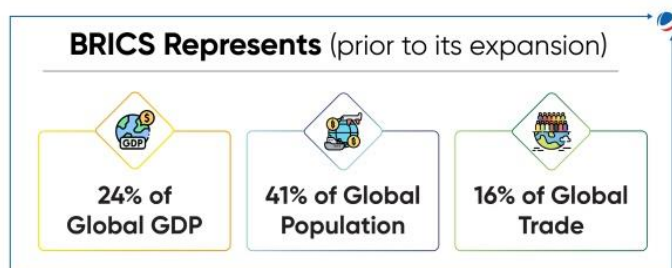 BRICS Represents (prior to its expansion)
$
GDP
24% of
Global GDP
41% of Global
Population
16% of Global
Trade